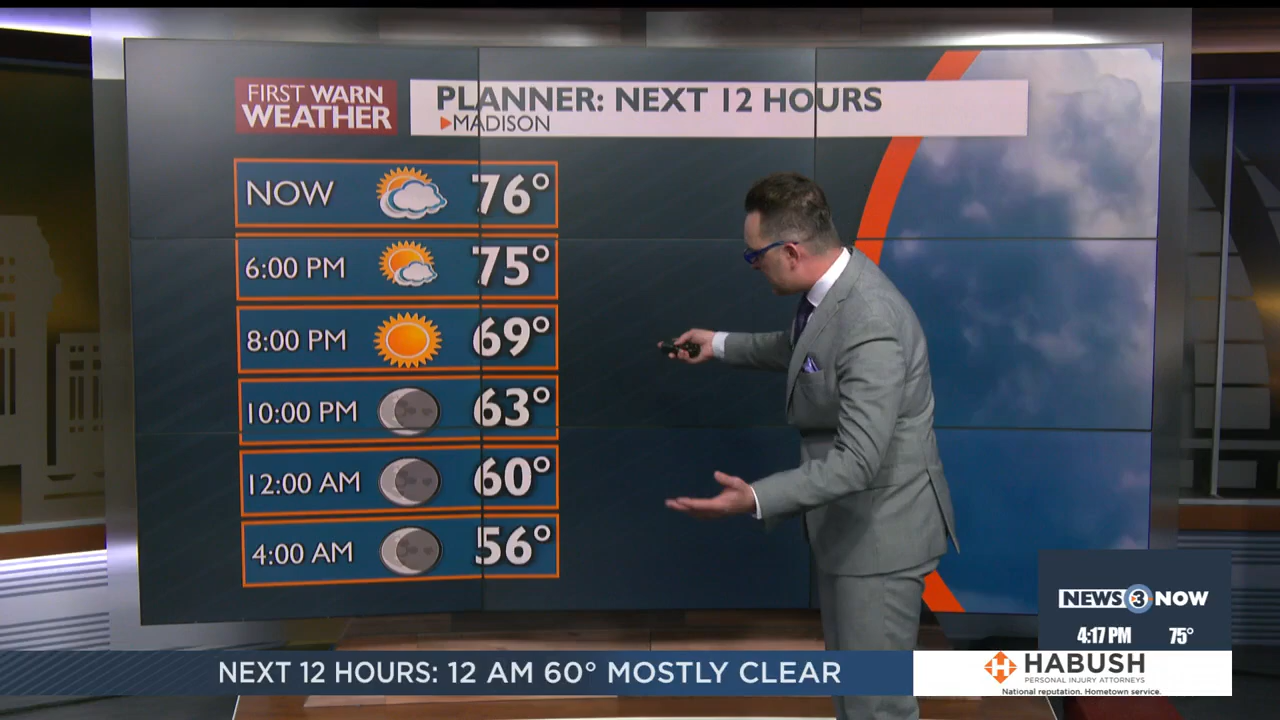 FIRST WARN
WEATHER
PLANNER: NEXT 12 HOURS
MADISON
NOW 76°
6:00 PM 75°
8:00 PM 69°
10:00 PM 63°
12:00 AM 60°
4:00 AM 56°
NEWS 3 NOW
4:17 PM 75°
NEXT 12 HOURS: 12 AM 60° MOSTLY CLEAR
HABUSH
PERSONAL INJURY ATTORNEYS
National reputation. Hometown service.